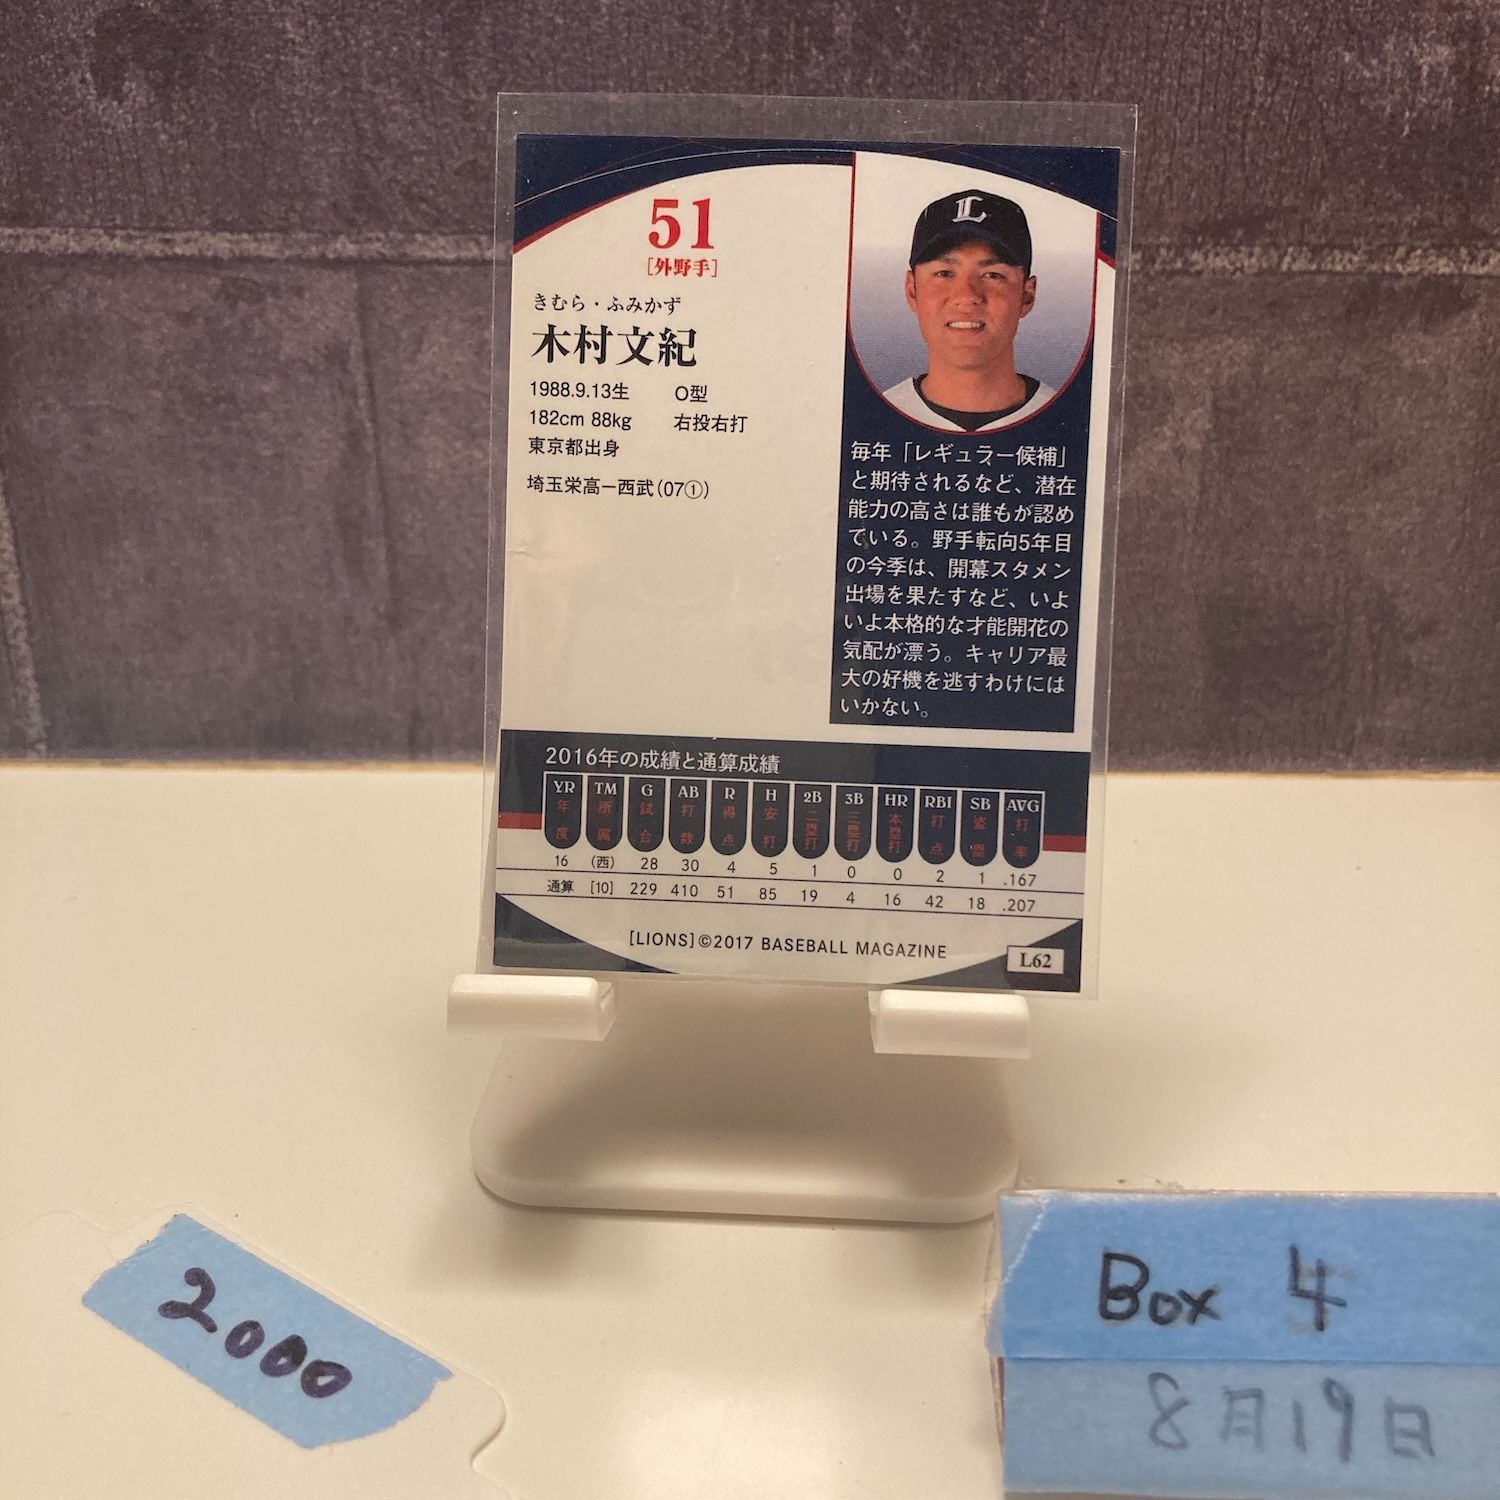 51
[外野手]
きむら・ふみかず
木村文紀
1988.9.13生 O型
182cm 88kg 右投右打
東京都出身
埼玉栄高ー西武(07①)
L
毎年「レギュラー候補」
と期待されるなど、潜在
能力の高さは誰もが認め
ている。野手転向5年目
の今季は、開幕スタメン
出場を果たすなど、いよ
いよ本格的な才能開花の
気配が漂う。キャリア最
大の好機を逃すわけには
いかない。
2016年の成績と通算成績
YR TM G AB R H 2B 3B HR RBI SB AVG
年度 所属 試合 打数 得点 安打 二塁打 三塁打 本塁打 打点 盗塁 打率
16 (西) 28 30 4 5 1 0 0 2 1 .167
通算 [10] 229 410 51 85 19 4 16 42 18 .207
[LIONS]©2017 BASEBALL MAGAZINE
L62
2000
Box 4
8月19日